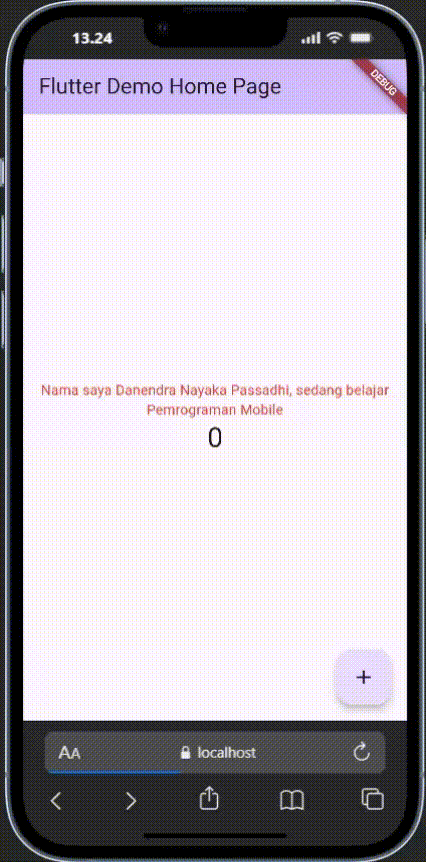 13.24
Flutter Demo Home Page
DEBUG
Nama saya Danendra Nayaka Passadhi, sedang belajar
Pemrograman Mobile
0
+
AA
localhost